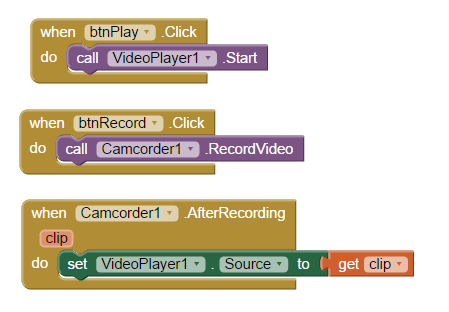 when btnPlay .Click
do call VideoPlayer1 .Start
when btnRecord .Click
do call Camcorder1 .RecordVideo
when Camcorder1 .AfterRecording
clip
do set VideoPlayer1 . Source to get clip